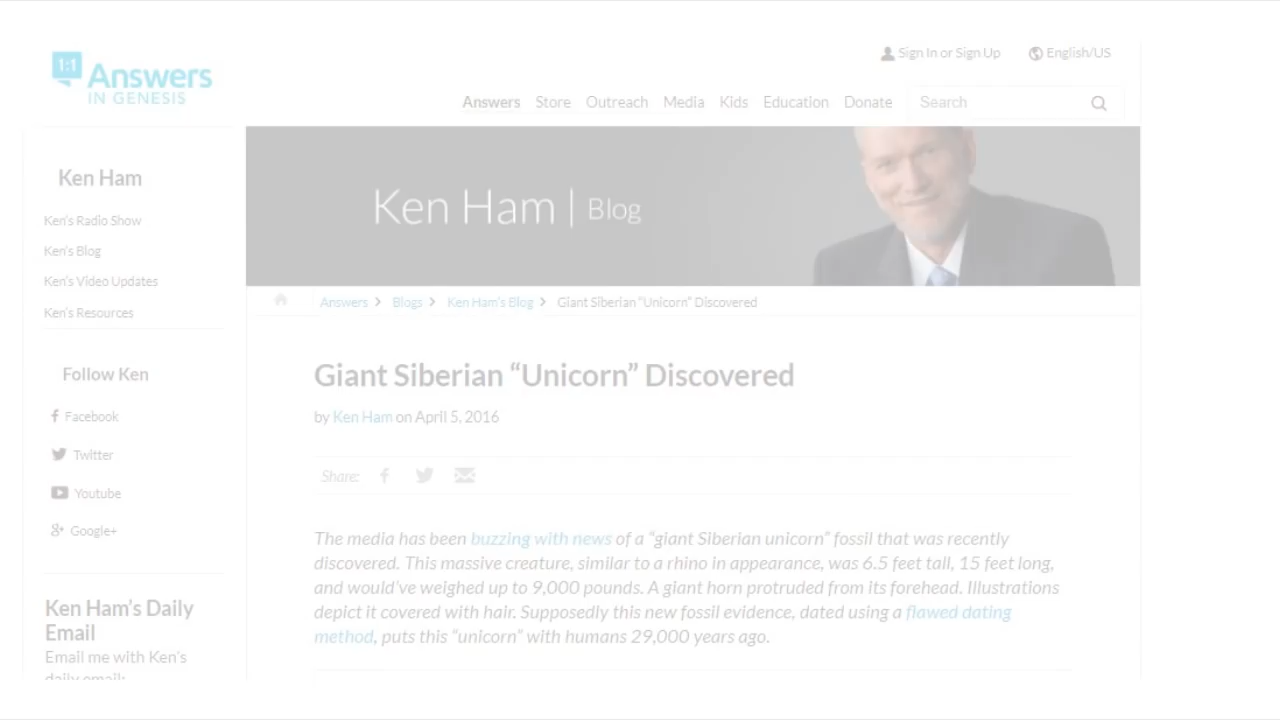 1:1
Answers
IN GENESIS
Sign In or Sign Up English/US
Answers Store Outreach Media Kids Education Donate Search
Ken Ham
Ken's Radio Show
Ken's Blog
Ken's Video Updates
Ken's Resources
Follow Ken
Facebook
Twitter
Youtube
Google+
Ken Ham's Daily
Email
Email me with Ken's
daily email:
Ken Ham | Blog
Answers > Blogs > Ken Ham's Blog > Giant Siberian "Unicorn" Discovered
Giant Siberian “Unicorn” Discovered
by Ken Ham on April 5, 2016
Share:
The media has been buzzing with news of a “giant Siberian unicorn” fossil that was recently
discovered. This massive creature, similar to a rhino in appearance, was 6.5 feet tall, 15 feet long,
and would’ve weighed up to 9,000 pounds. A giant horn protruded from its forehead. Illustrations
depict it covered with hair. Supposedly this new fossil evidence, dated using a flawed dating
method, puts this “unicorn” with humans 29,000 years ago.